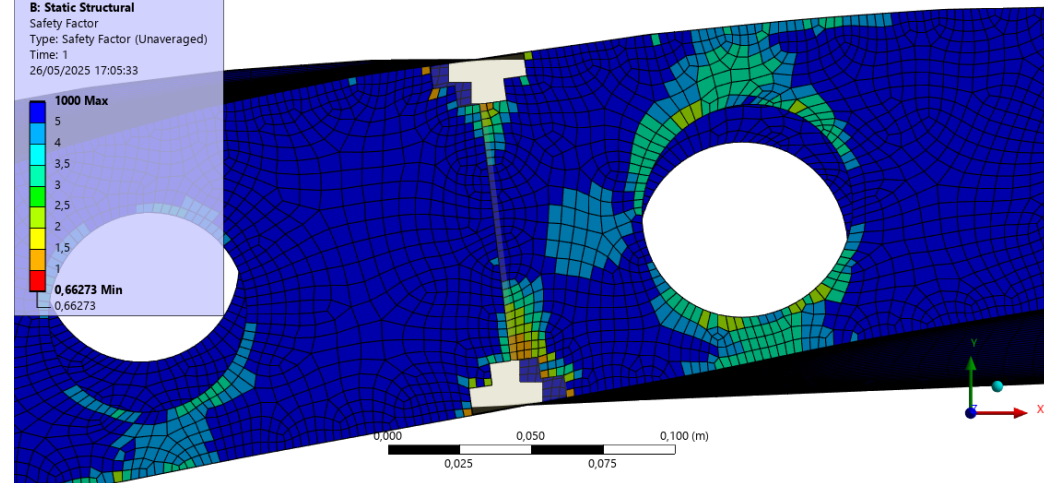 B: Static Structural
Safety Factor
Type: Safety Factor (Unaveraged)
Time: 1
26/05/2025 17:05:33
1000 Max
5
4
3,5
3
2,5
2
1,5
1
0,66273 Min
0,66273
0,000 0,050 0,100 (m)
0,025 0,075
Y
X
Z